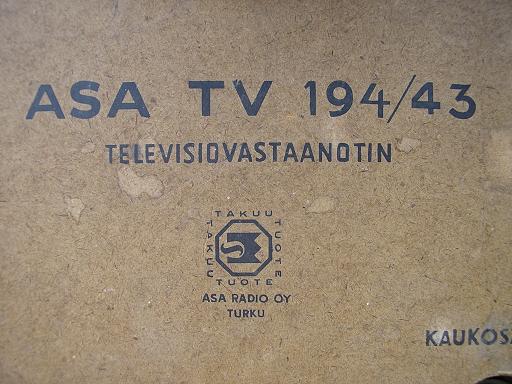 ASA TV 194/43
TELEVISIOVASTAANOTIN
TAKUU
TUOTE
TAKUU
TUOTE
ASA RADIO OY
TURKU